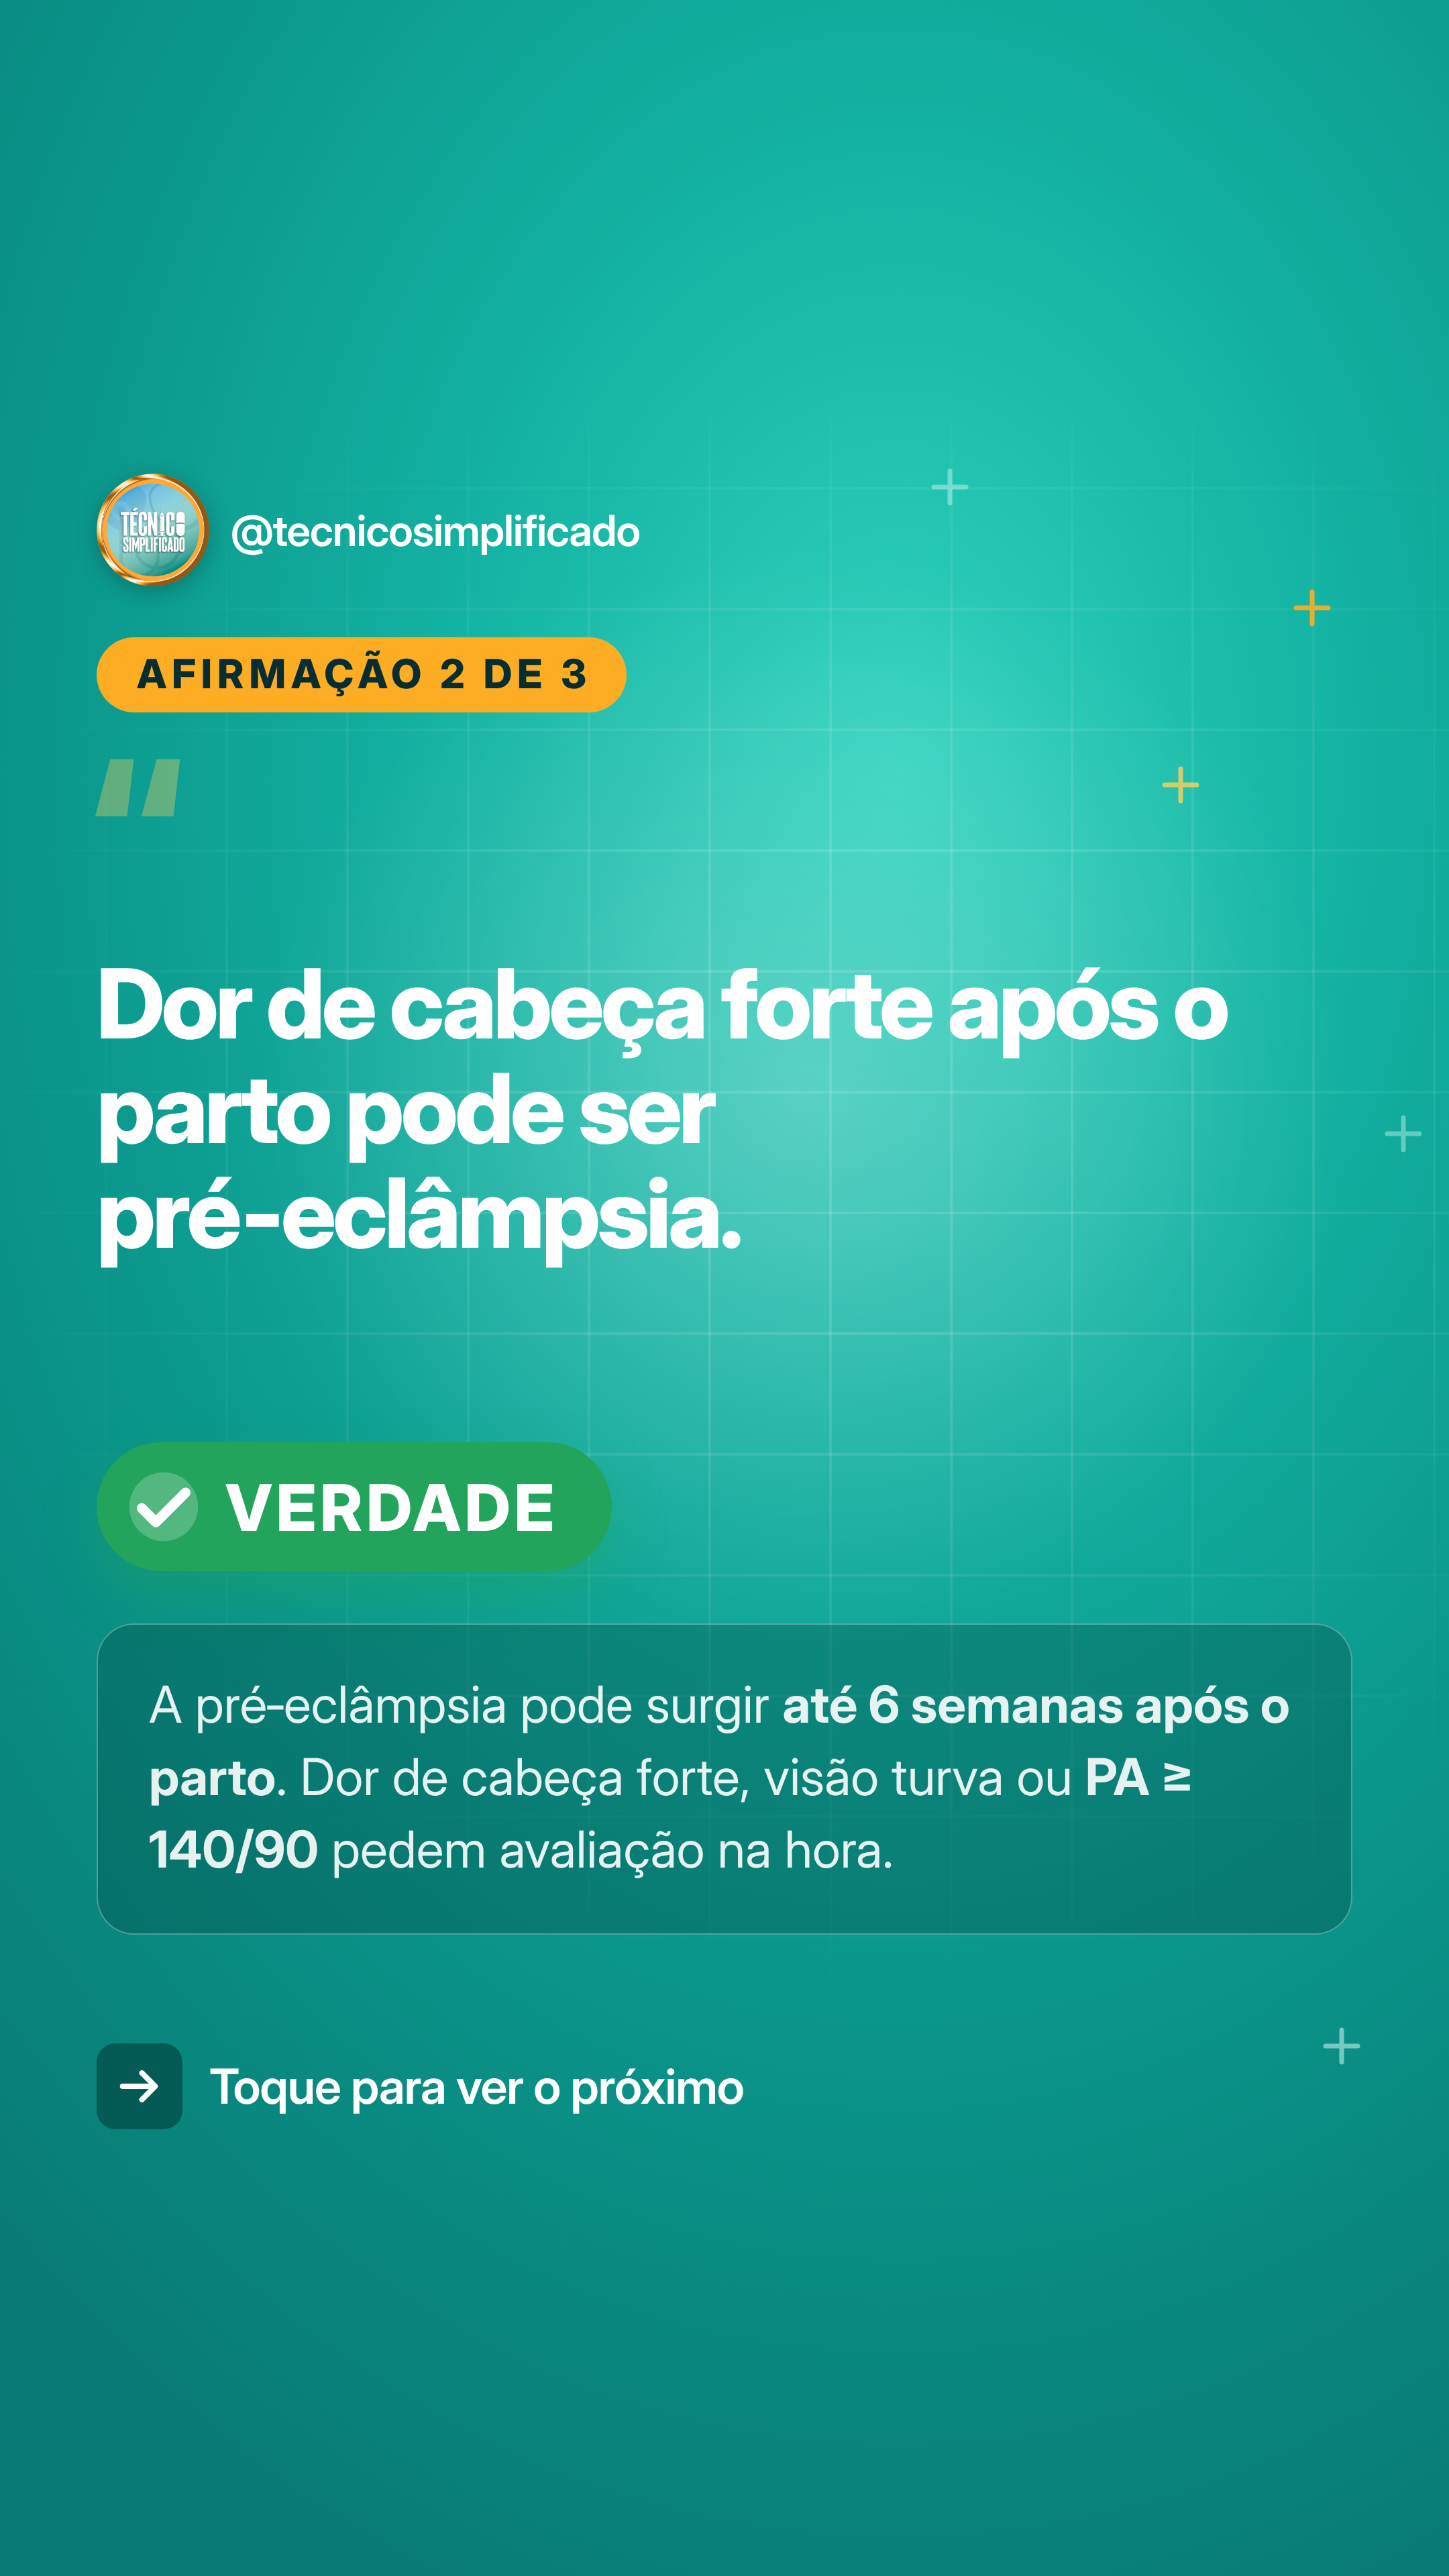 TÉCNICO
SIMPLIFICADO
@tecnicosimplificado
AFIRMAÇÃO 2 DE 3
"
Dor de cabeça forte após o
parto pode ser
pré-eclâmpsia.
VERDADE
A pré-eclâmpsia pode surgir até 6 semanas após o
parto. Dor de cabeça forte, visão turva ou PA ≥
140/90 pedem avaliação na hora.
Toque para ver o próximo